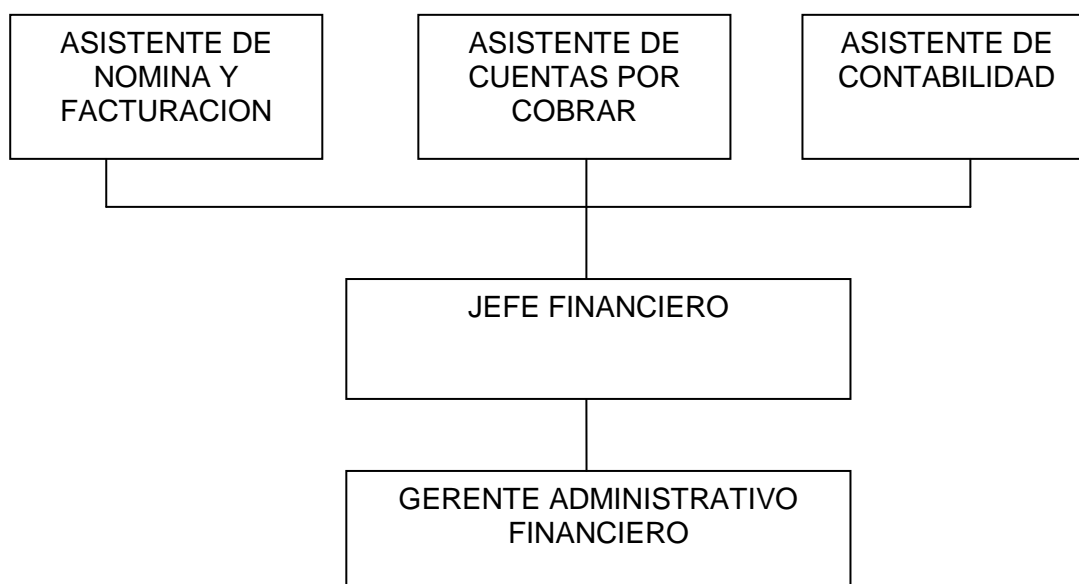 ASISTENTE DE
NOMINA Y
FACTURACION
ASISTENTE DE
CUENTAS POR
COBRAR
ASISTENTE DE
CONTABILIDAD
JEFE FINANCIERO
GERENTE ADMINISTRATIVO
FINANCIERO